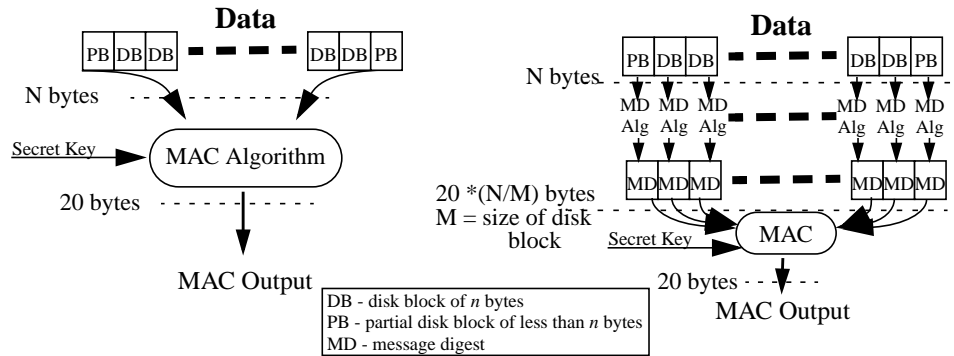 Data
PB DB DB DB DB PB
N bytes
Secret Key
MAC Algorithm
20 bytes
MAC Output
Data
PB DB DB DB DB PB
N bytes
MD MD MD MD MD MD
Alg Alg Alg Alg Alg Alg
MD MD MD MD MD MD
20 *(N/M) bytes
M = size of disk
block
Secret Key
MAC
20 bytes
MAC Output
DB - disk block of n bytes
PB - partial disk block of less than n bytes
MD - message digest